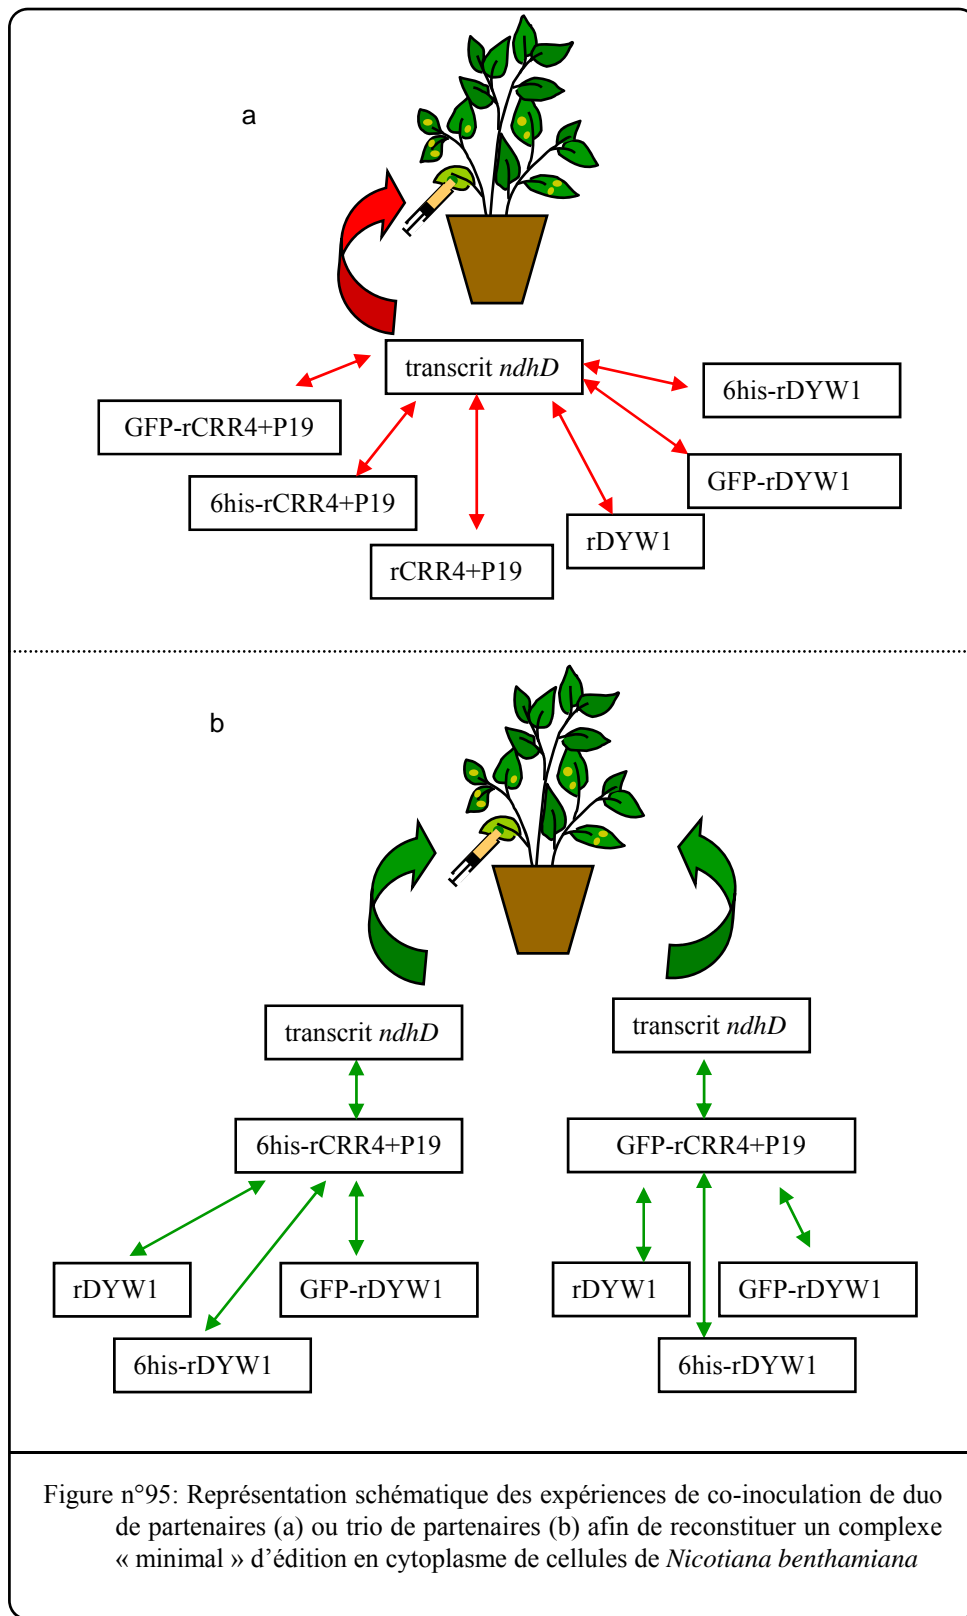 a
transcrit ndhD
6his-rDYW1
GFP-rCRR4+P19
GFP-rDYW1
6his-rCRR4+P19
rDYW1
rCRR4+P19
b
transcrit ndhD
transcrit ndhD
6his-rCRR4+P19
GFP-rCRR4+P19
rDYW1
GFP-rDYW1
rDYW1
GFP-rDYW1
6his-rDYW1
6his-rDYW1
Figure n°95: Représentation schématique des expériences de co-inoculation de duo
de partenaires (a) ou trio de partenaires (b) afin de reconstituer un complexe
« minimal » d'édition en cytoplasme de cellules de Nicotiana benthamiana